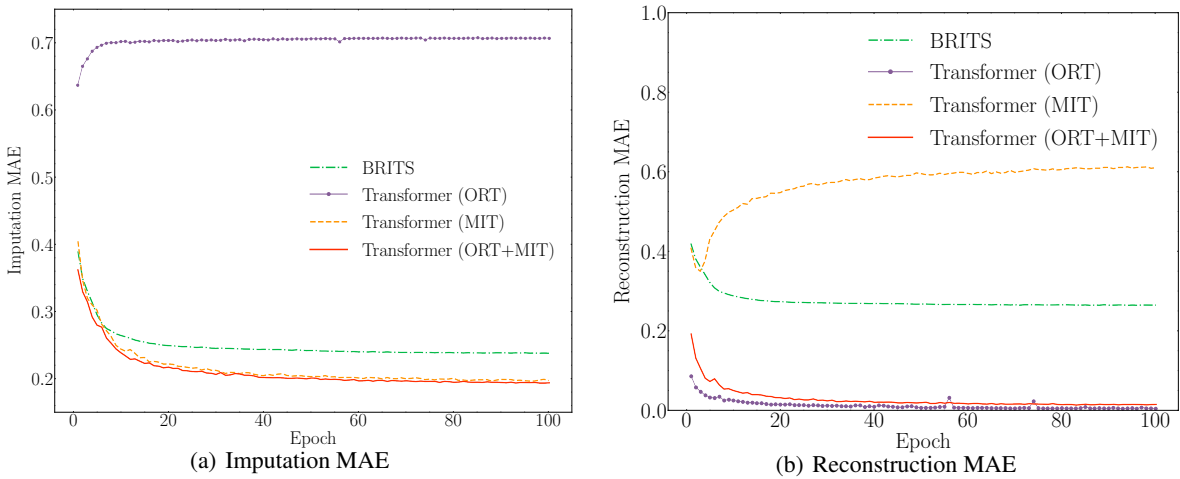 0.7
0.6
0.5
0.4
0.3
0.2
Imputation MAE
BRITS
Transformer (ORT)
Transformer (MIT)
Transformer (ORT+MIT)
0 20 40 60 80 100
Epoch
(a) Imputation MAE
1.0
0.8
0.6
0.4
0.2
0.0
Reconstruction MAE
BRITS
Transformer (ORT)
Transformer (MIT)
Transformer (ORT+MIT)
0 20 40 60 80 100
Epoch
(b) Reconstruction MAE